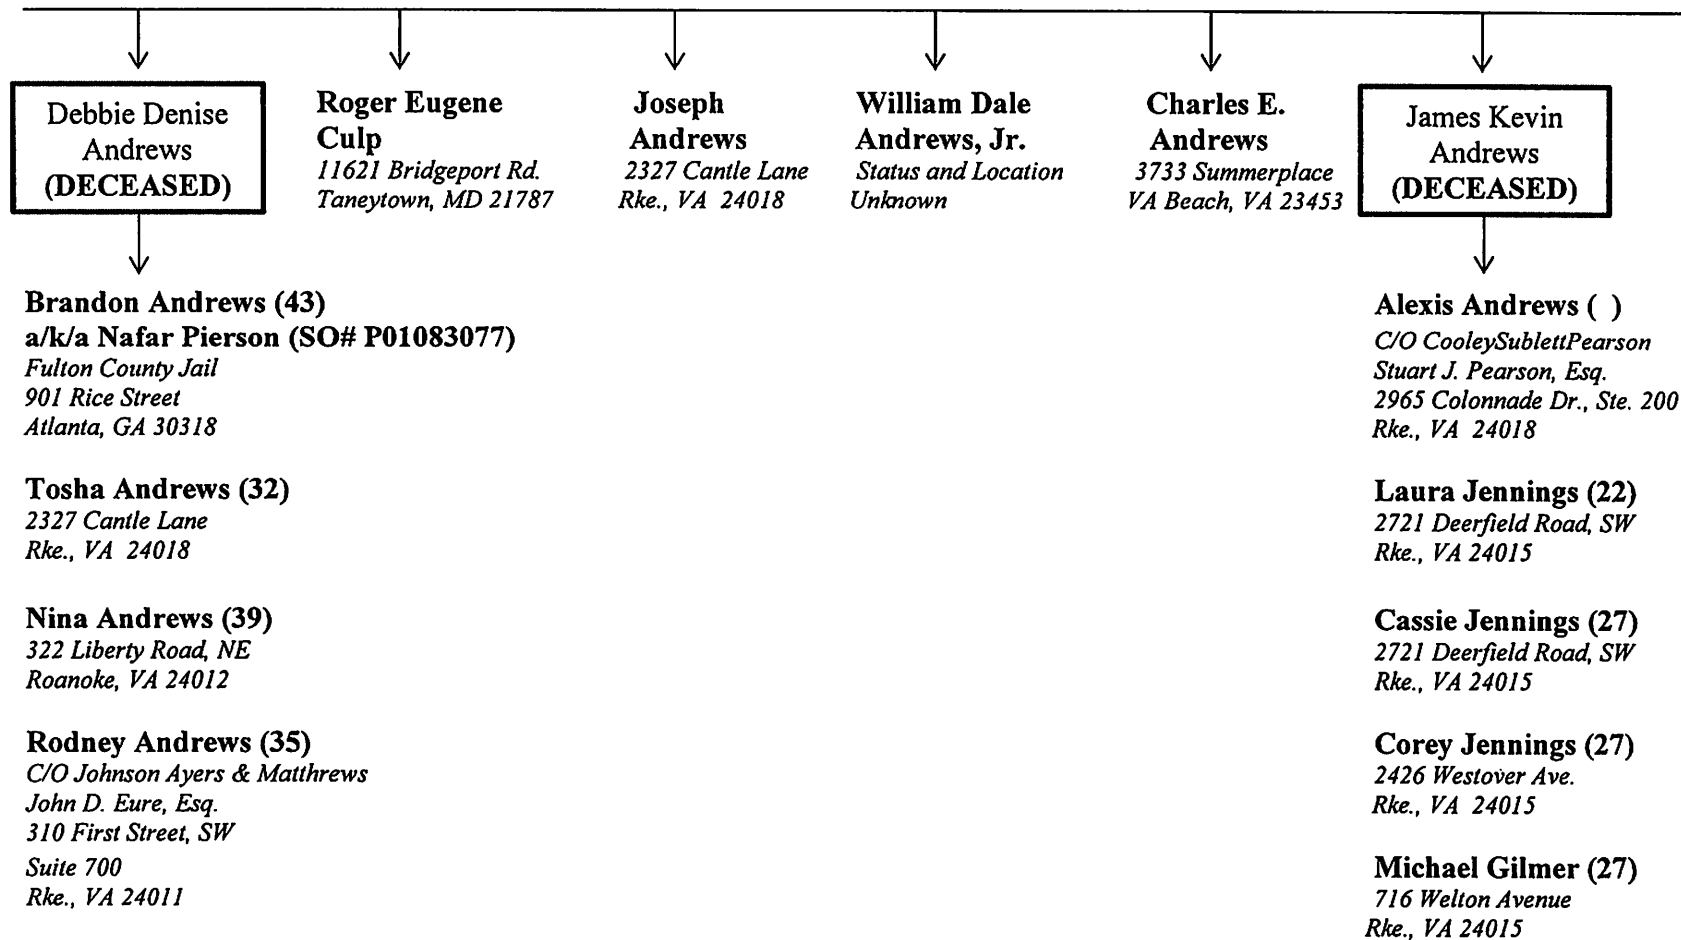 Debbie Denise
Andrews
(DECEASED)
Roger Eugene
Culp
11621 Bridgeport Rd.
Taneytown, MD 21787
Joseph
Andrews
2327 Cantle Lane
Rke., VA 24018
William Dale
Andrews, Jr.
Status and Location
Unknown
Charles E.
Andrews
3733 Summerplace
VA Beach, VA 23453
James Kevin
Andrews
(DECEASED)
Brandon Andrews (43)
a/k/a Nafar Pierson (SO# P01083077)
Fulton County Jail
901 Rice Street
Atlanta, GA 30318
Tosha Andrews (32)
2327 Cantle Lane
Rke., VA 24018
Nina Andrews (39)
322 Liberty Road, NE
Roanoke, VA 24012
Rodney Andrews (35)
C/O Johnson Ayers & Matthrews
John D. Eure, Esq.
310 First Street, SW
Suite 700
Rke., VA 24011
Alexis Andrews ( )
C/O CooleySublettPearson
Stuart J. Pearson, Esq.
2965 Colonnade Dr., Ste. 200
Rke., VA 24018
Laura Jennings (22)
2721 Deerfield Road, SW
Rke., VA 24015
Cassie Jennings (27)
2721 Deerfield Road, SW
Rke., VA 24015
Corey Jennings (27)
2426 Westover Ave.
Rke., VA 24015
Michael Gilmer (27)
716 Welton Avenue
Rke., VA 24015